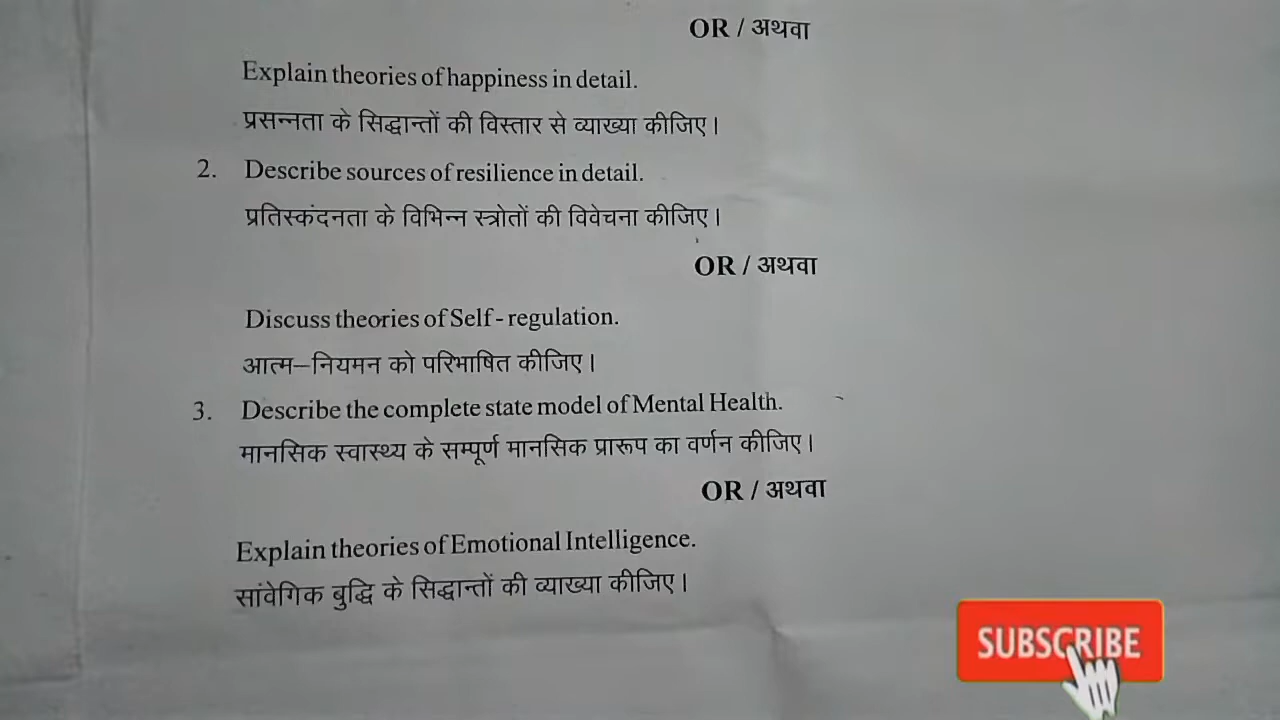 OR / अथवा
Explain theories of happiness in detail.
प्रसन्नता के सिद्धान्तों की विस्तार से व्याख्या कीजिए।
2. Describe sources of resilience in detail.
प्रतिस्कंदनता के विभिन्न स्त्रोतों की विवेचना कीजिए।
OR / अथवा
Discuss theories of Self - regulation.
आत्म–नियमन को परिभाषित कीजिए।
3. Describe the complete state model of Mental Health.
मानसिक स्वास्थ्य के सम्पूर्ण मानसिक प्रारूप का वर्णन कीजिए।
OR / अथवा
Explain theories of Emotional Intelligence.
सांवेगिक बुद्धि के सिद्धान्तों की व्याख्या कीजिए।
SUBSCRIBE